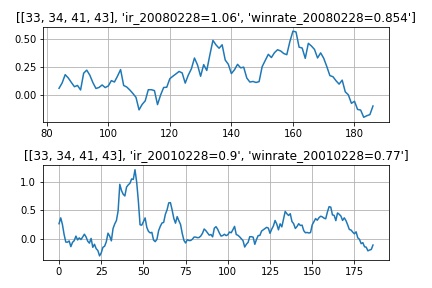 [[33, 34, 41, 43], 'ir_20080228=1.06', 'winrate_20080228=0.854']
0.50
0.25
0.00
80 100 120 140 160 180
[[33, 34, 41, 43], 'ir_20010228=0.9', 'winrate_20010228=0.77']
1.0
0.5
0.0
0 25 50 75 100 125 150 175